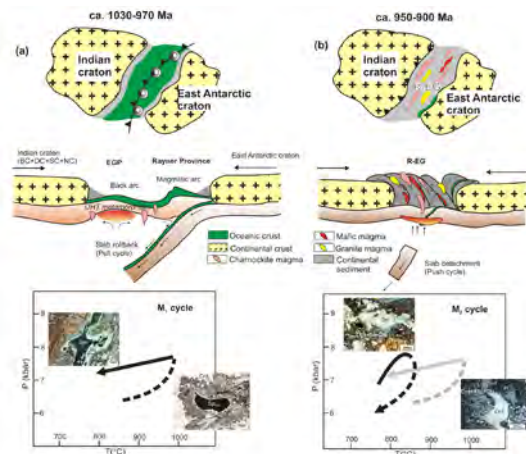 ca. 1030-970 Ma
(a)
Indian
craton
East Antarctic
craton
Indian craton
(BC+DC+SC+NC)
EGP
Rayner Province
East Antarctic craton
Back arc
Magmatic arc
UHT metamorp
Slab rollback
(Pull cycle)
Oceanic crust
Continental crust
Charnockite magma
M₁ cycle
P (kbar)
9
8
7
6
700
800
900
1000
T(°C)
ca. 950-900 Ma
(b)
Indian
craton
East Antarctic
craton
R-EG
Mafic magma
Granite magma
Continental
sediment
Slab detachment
(Push cycle)
cycle
P (kbar)
9
8
7
6
700
800
900
1000
T(°C)